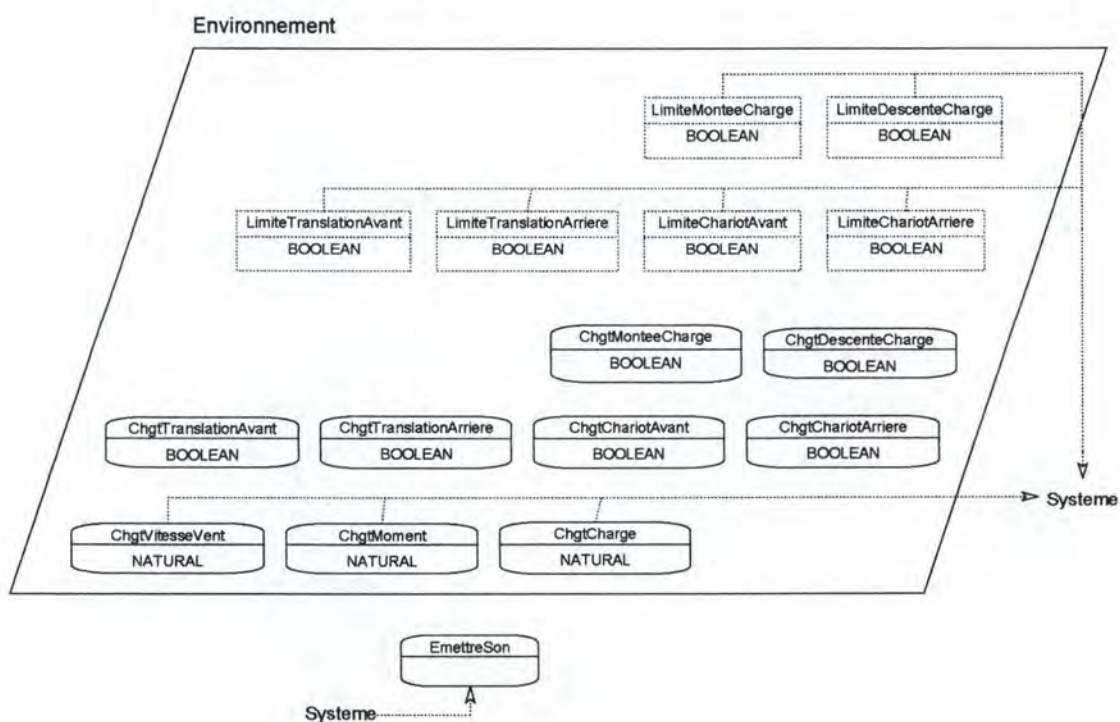 Environnement
LimiteMonteeCharge LimiteDescenteCharge
BOOLEAN BOOLEAN
LimiteTranslationAvant LimiteTranslationArriere LimiteChariotAvant LimiteChariotArriere
BOOLEAN BOOLEAN BOOLEAN BOOLEAN
ChgtMonteeCharge ChgtDescenteCharge
BOOLEAN BOOLEAN
ChgtTranslationAvant ChgtTranslationArriere ChgtChariotAvant ChgtChariotArriere
BOOLEAN BOOLEAN BOOLEAN BOOLEAN
Systeme
ChgtVitesseVent ChgtMoment ChgtCharge
NATURAL NATURAL NATURAL
EmettreSon
Systeme